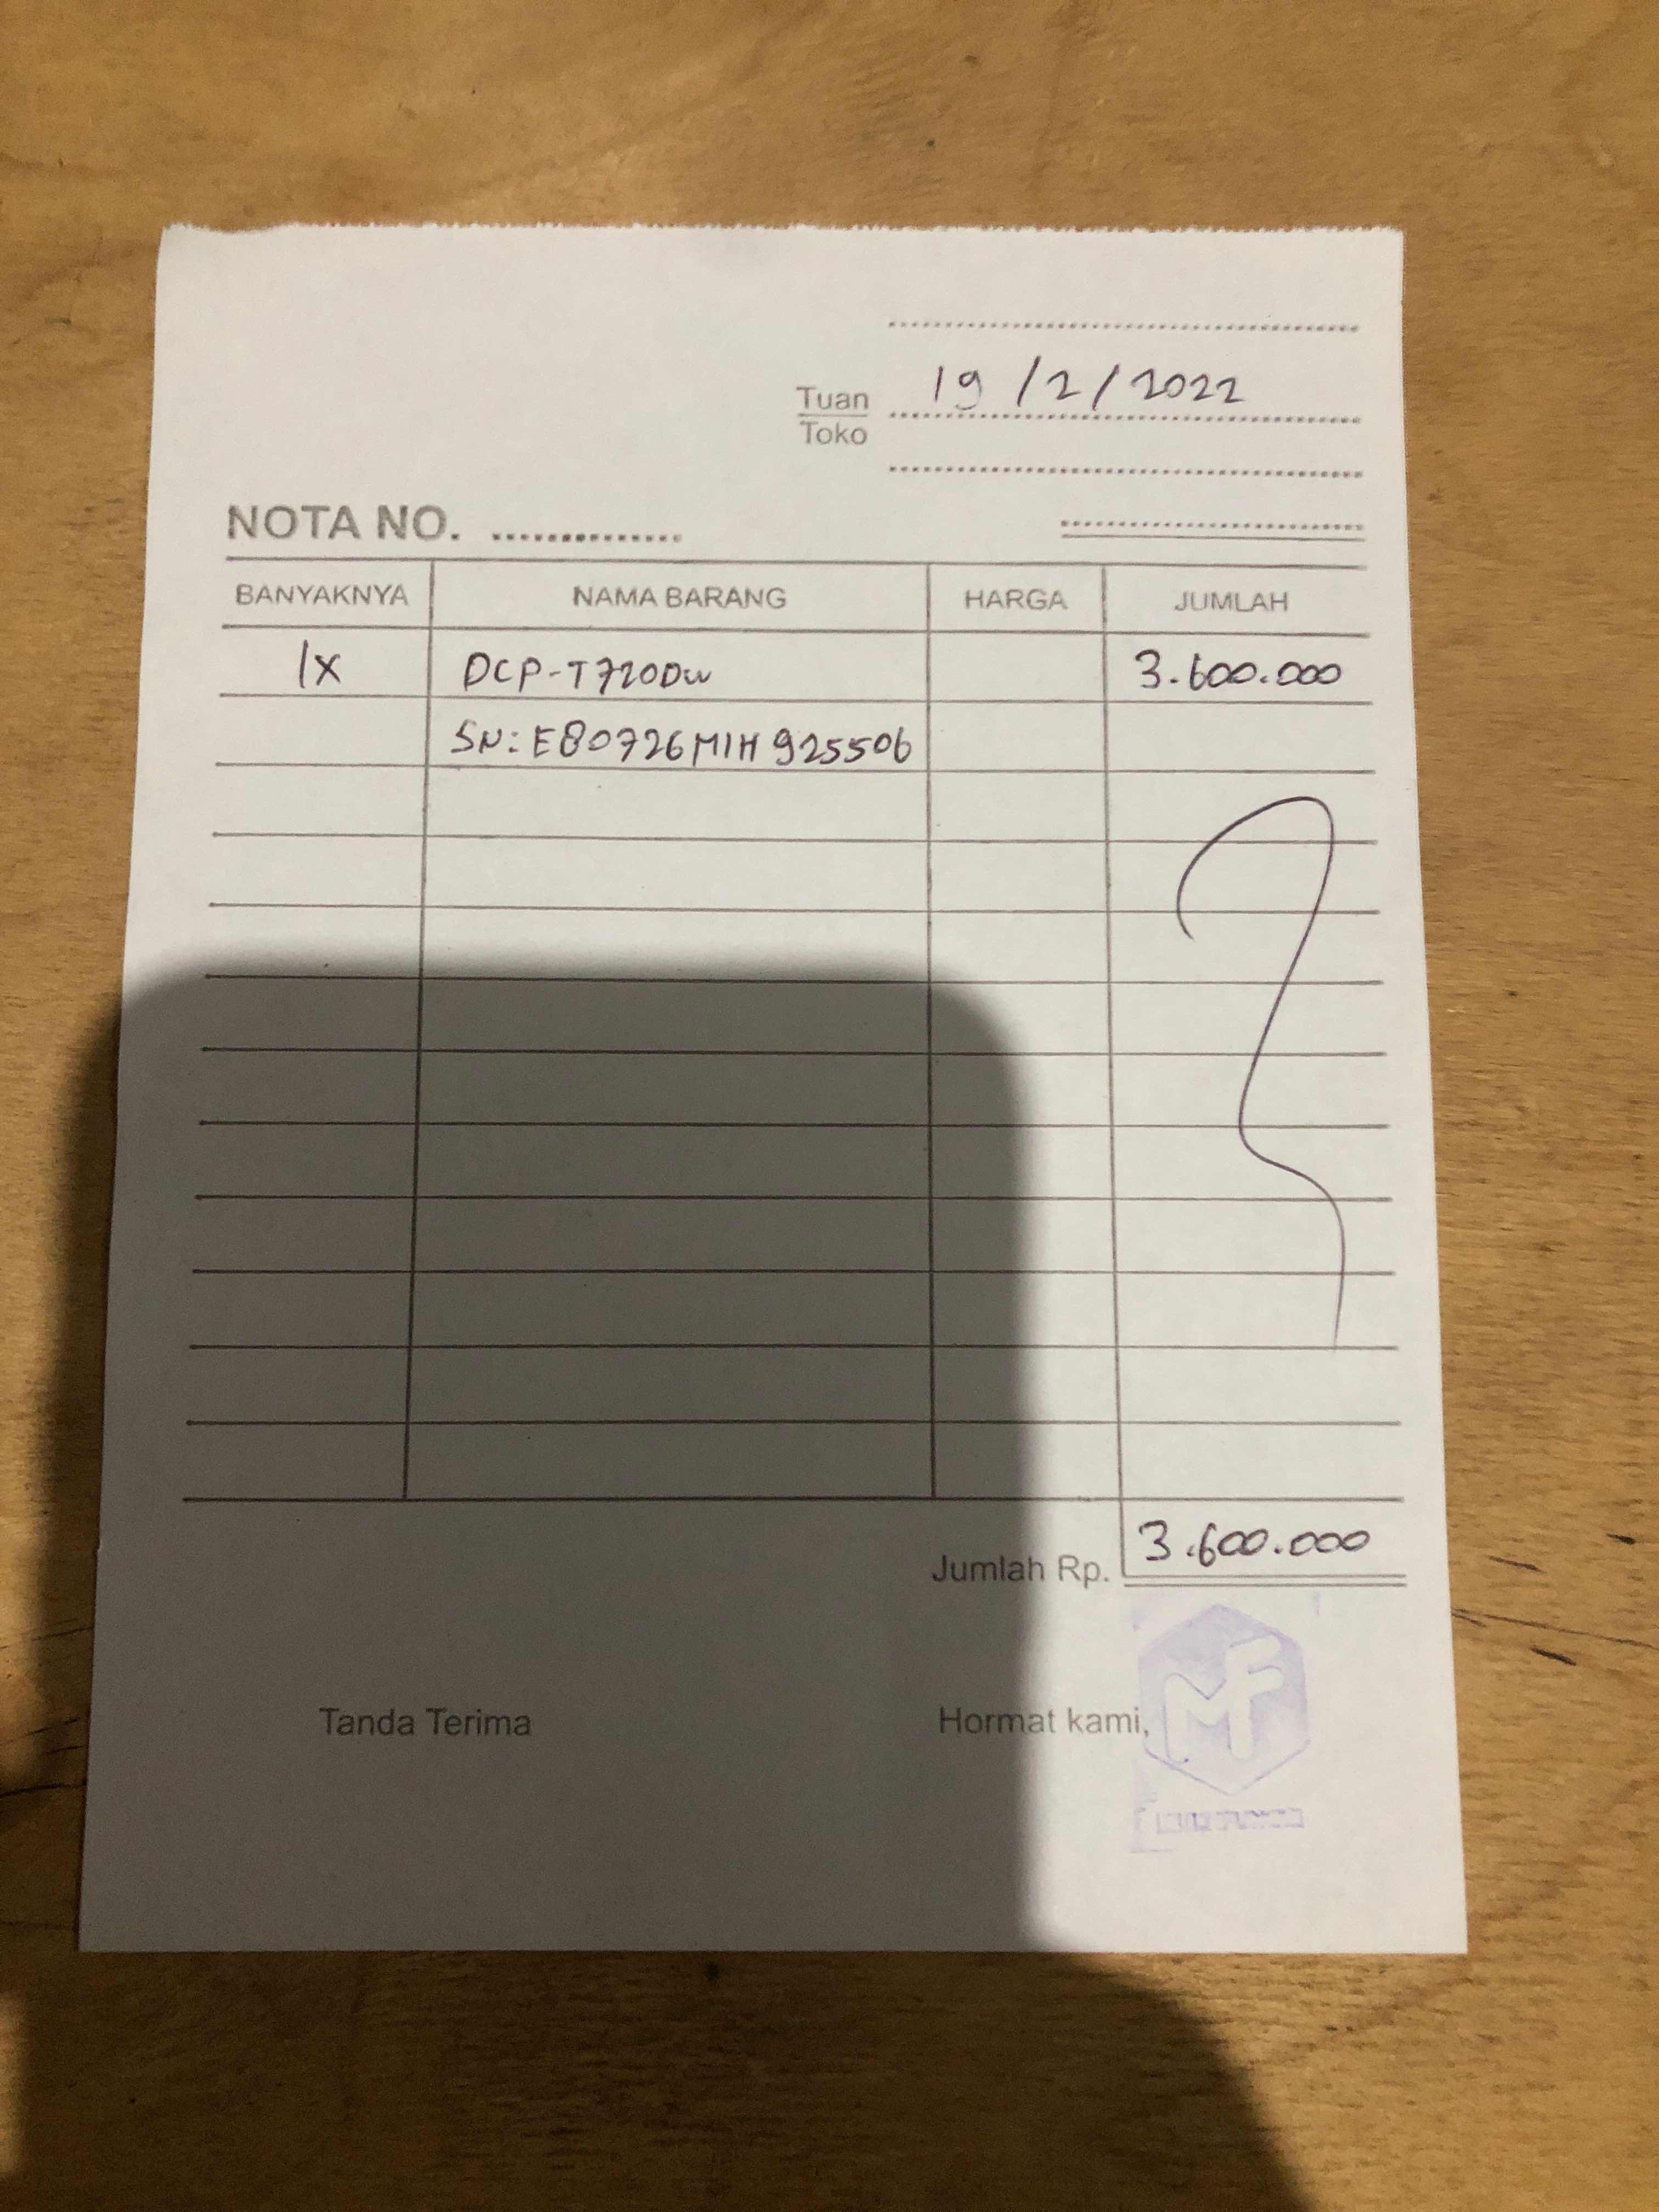 19/2/2022
Tuan
Toko
NOTA NO.
BANYAKNYA NAMA BARANG HARGA JUMLAH
1x DCP-T720DW 3.600.000
SN: E80726M1H925506
Jumlah Rp. 3.600.000
Tanda Terima Hormat kami,
MF